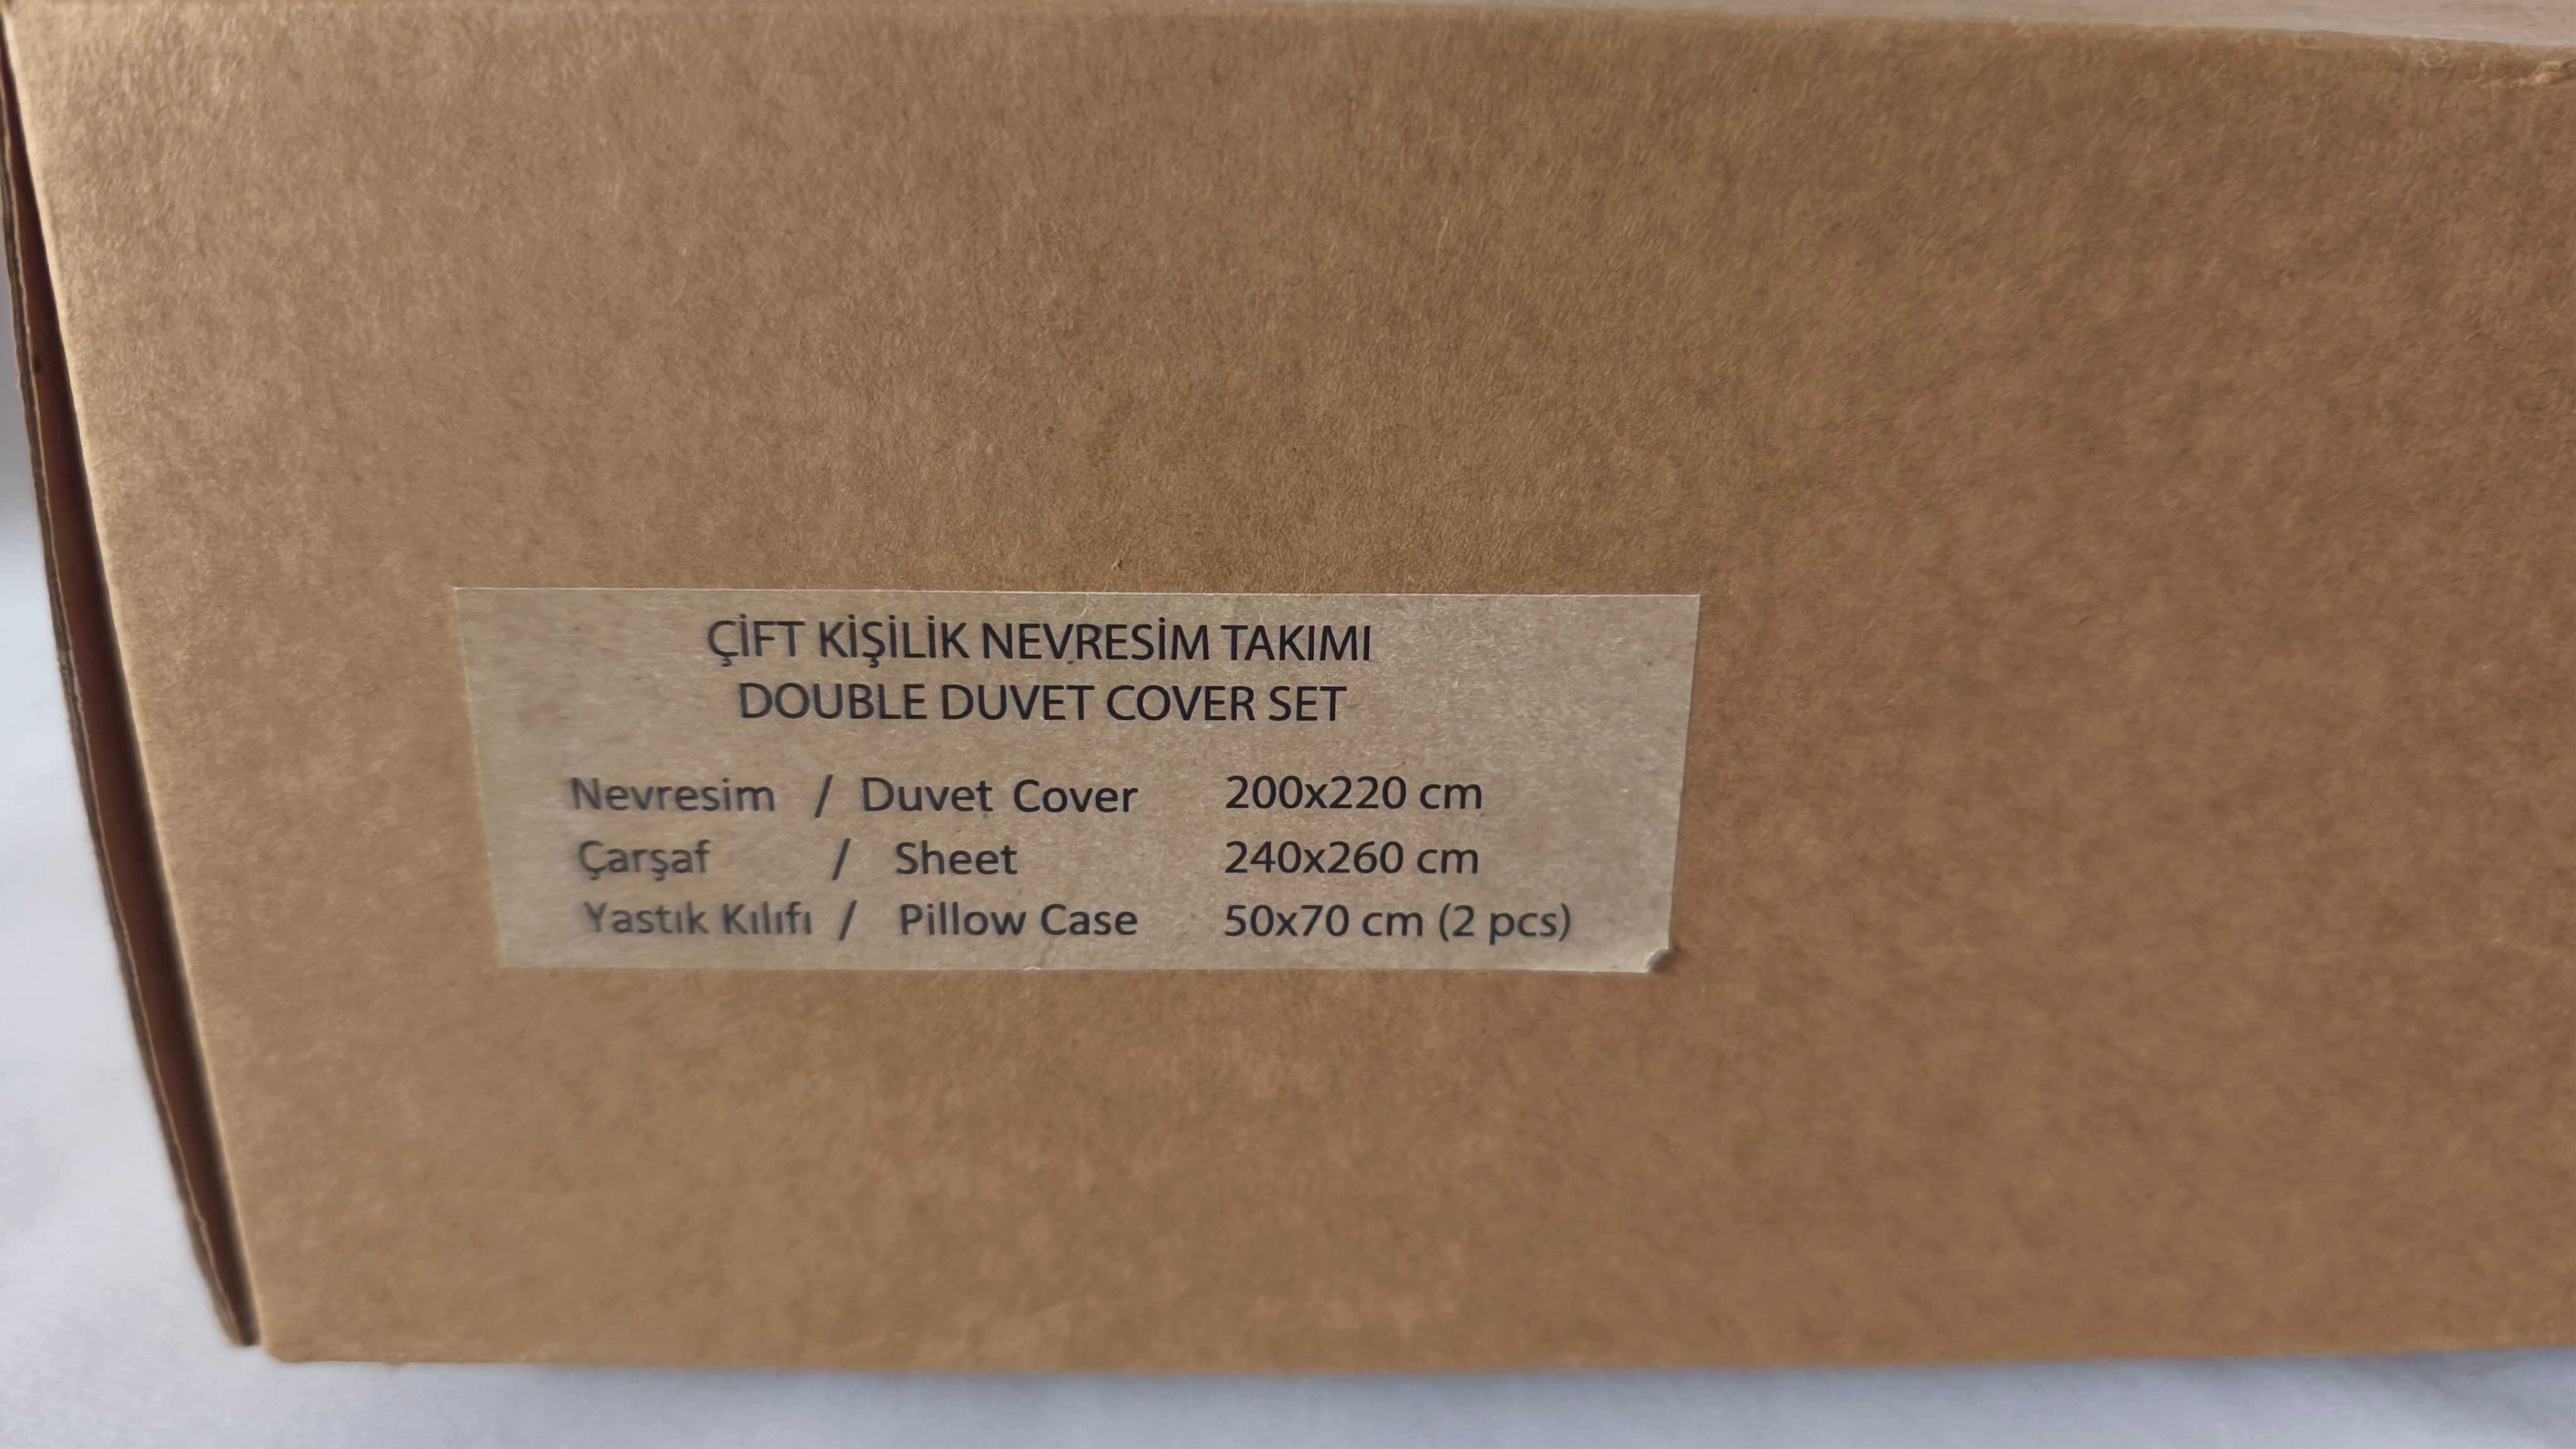 ÇİFT KİŞİLİK NEVRESİM TAKIMI
DOUBLE DUVET COVER SET
Nevresim / Duvet Cover 200x220 cm
Çarşaf / Sheet 240x260 cm
Yastık Kılıfı / Pillow Case 50x70 cm (2 pcs)